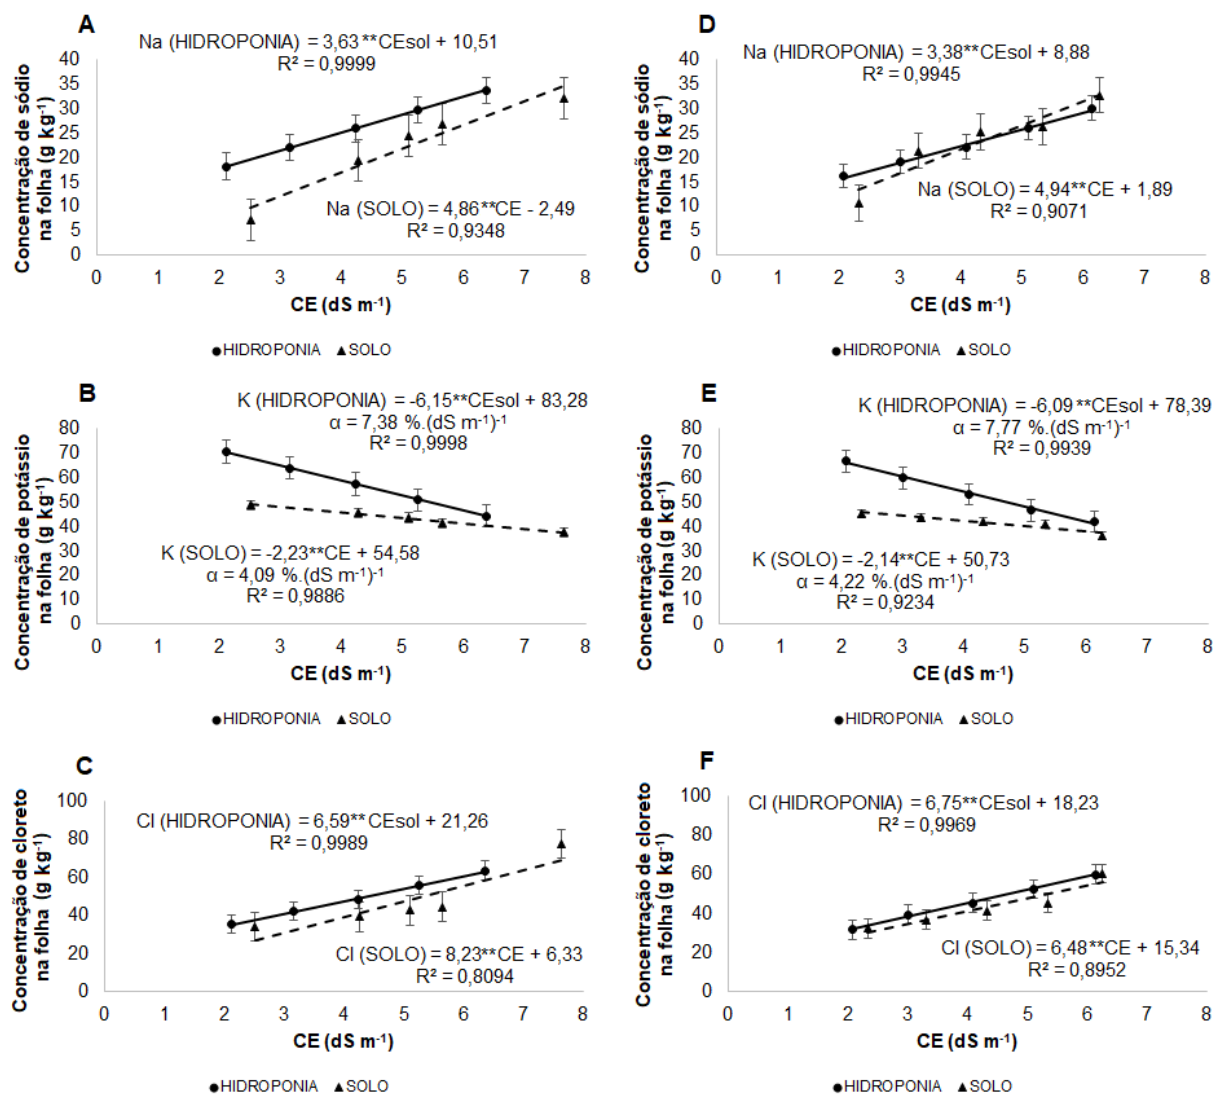 A
Na (HIDROPONIA) = 3,63**CEsol + 10,51
R² = 0,9999
Concentração de sódio
na folha (g kg⁻¹)
40
35
30
25
20
15
10
5
0
Na (SOLO) = 4,86**CE - 2,49
R² = 0,9348
0 1 2 3 4 5 6 7 8
CE (dS m⁻¹)
HIDROPONIA SOLO
D
Na (HIDROPONIA) = 3,38**CEsol + 8,88
R² = 0,9945
Concentração de sódio
na folha (g kg⁻¹)
40
35
30
25
20
15
10
5
0
Na (SOLO) = 4,94**CE + 1,89
R² = 0,9071
0 1 2 3 4 5 6 7 8
CE (dS m⁻¹)
HIDROPONIA SOLO
B
K (HIDROPONIA) = -6,15**CEsol + 83,28
α = 7,38 %.(dS m⁻¹)⁻¹
R² = 0,9998
Concentração de potássio
na folha (g kg⁻¹)
80
70
60
50
40
30
20
10
0
K (SOLO) = -2,23**CE + 54,58
α = 4,09 %.(dS m⁻¹)⁻¹
R² = 0,9886
0 1 2 3 4 5 6 7 8
CE (dS m⁻¹)
HIDROPONIA SOLO
E
K (HIDROPONIA) = -6,09**CEsol + 78,39
α = 7,77 %.(dS m⁻¹)⁻¹
R² = 0,9939
Concentração de potássio
na folha (g kg⁻¹)
80
70
60
50
40
30
20
10
0
K (SOLO) = -2,14**CE + 50,73
α = 4,22 %.(dS m⁻¹)⁻¹
R² = 0,9234
0 1 2 3 4 5 6 7 8
CE (dS m⁻¹)
HIDROPONIA SOLO
C
Cl (HIDROPONIA) = 6,59**CEsol + 21,26
R² = 0,9989
Concentração de cloreto
na folha (g kg⁻¹)
100
80
60
40
20
0
Cl (SOLO) = 8,23**CE + 6,33
R² = 0,8094
0 1 2 3 4 5 6 7 8
CE (dS m⁻¹)
HIDROPONIA SOLO
F
Cl (HIDROPONIA) = 6,75**CEsol + 18,23
R² = 0,9969
Concentração de cloreto
na folha (g kg⁻¹)
100
80
60
40
20
0
Cl (SOLO) = 6,48**CE + 15,34
R² = 0,8952
0 1 2 3 4 5 6 7 8
CE (dS m⁻¹)
HIDROPONIA SOLO